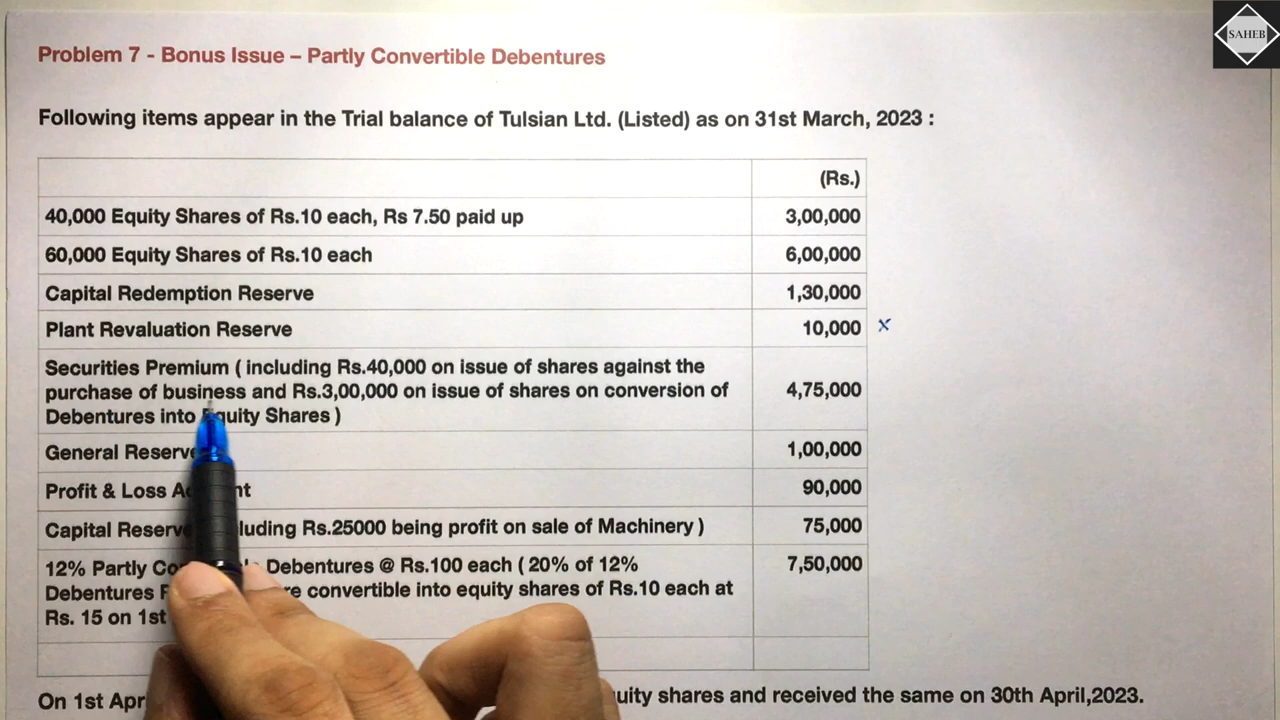 SAHEB
Problem 7 - Bonus Issue – Partly Convertible Debentures
Following items appear in the Trial balance of Tulsian Ltd. (Listed) as on 31st March, 2023 :
(Rs.)
40,000 Equity Shares of Rs.10 each, Rs 7.50 paid up 3,00,000
60,000 Equity Shares of Rs.10 each 6,00,000
Capital Redemption Reserve 1,30,000
Plant Revaluation Reserve 10,000 x
Securities Premium ( including Rs.40,000 on issue of shares against the
purchase of business and Rs.3,00,000 on issue of shares on conversion of 4,75,000
Debentures into Equity Shares )
General Reserve 1,00,000
Profit & Loss 90,000
Capital Rs.25000 being profit on sale of Machinery ) 75,000
12% Partly Debentures @ Rs.100 each ( 20% of 12% 7,50,000
Debentures convertible into equity shares of Rs.10 each at
Rs. 15 on 1st
On 1st shares and received the same on 30th April,2023.